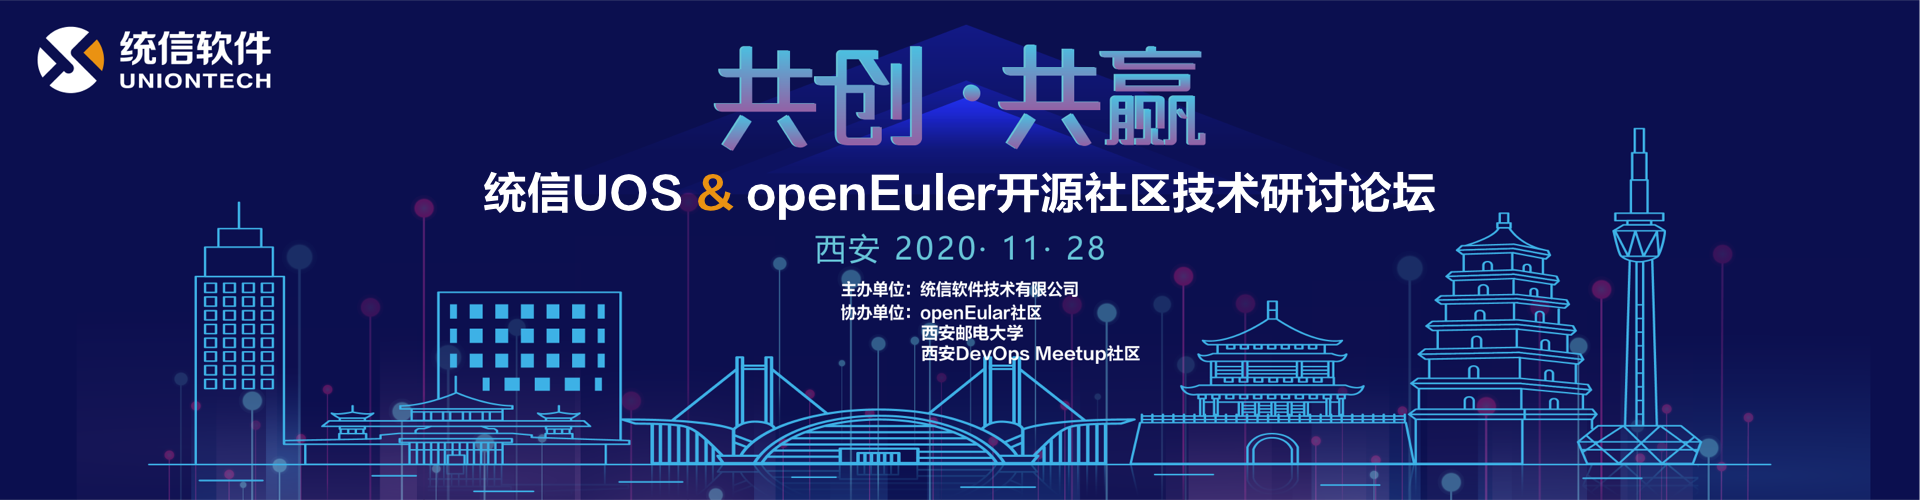 统信软件
UNIONTECH
共创·共赢
统信UOS & openEuler开源社区技术研讨论坛
西安 2020· 11· 28
主办单位：统信软件技术有限公司
协办单位：openEular社区
西安邮电大学
西安DevOps Meetup社区